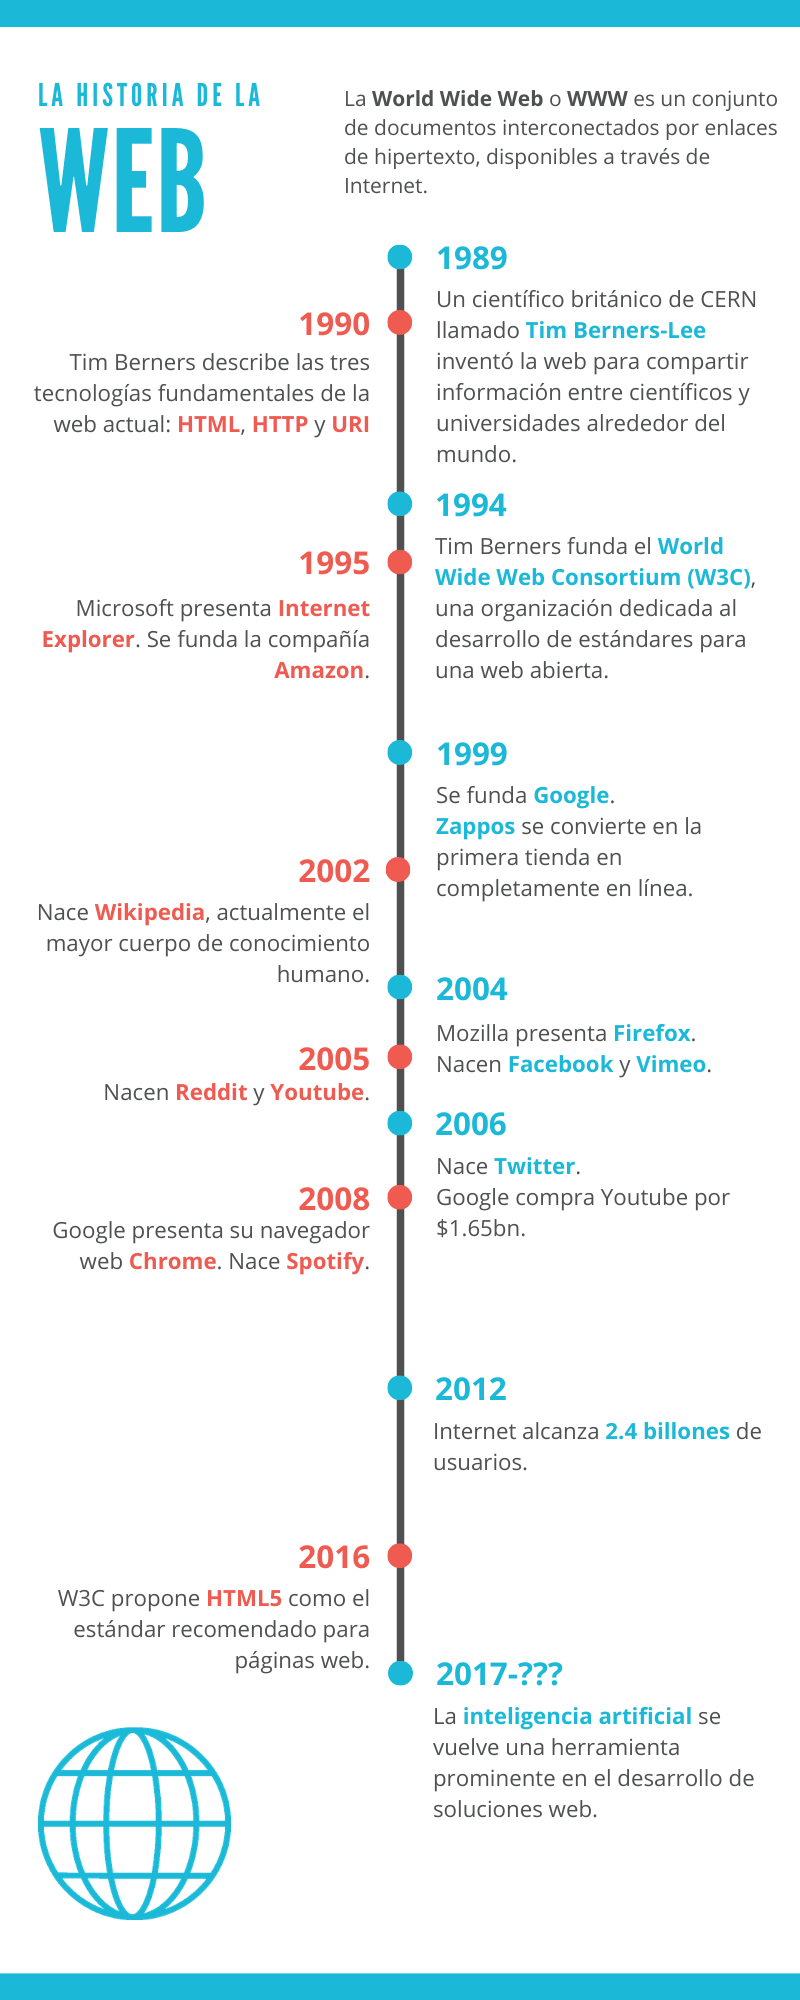 LA HISTORIA DE LA
WEB
La World Wide Web o WWW es un conjunto
de documentos interconectados por enlaces
de hipertexto, disponibles a través de
Internet.
1989
Un científico británico de CERN
llamado Tim Berners-Lee
inventó la web para compartir
información entre científicos y
universidades alrededor del
mundo.
1990
Tim Berners describe las tres
tecnologías fundamentales de la
web actual: HTML, HTTP y URI
1994
Tim Berners funda el World
Wide Web Consortium (W3C),
una organización dedicada al
desarrollo de estándares para
una web abierta.
1995
Microsoft presenta Internet
Explorer. Se funda la compañía
Amazon.
1999
Se funda Google.
Zappos se convierte en la
primera tienda en
completamente en línea.
2002
Nace Wikipedia, actualmente el
mayor cuerpo de conocimiento
humano.
2004
Mozilla presenta Firefox.
Nacen Facebook y Vimeo.
2005
Nacen Reddit y Youtube.
2006
Nace Twitter.
Google compra Youtube por
$1.65bn.
2008
Google presenta su navegador
web Chrome. Nace Spotify.
2012
Internet alcanza 2.4 billones de
usuarios.
2016
W3C propone HTML5 como el
estándar recomendado para
páginas web.
2017-???
La inteligencia artificial se
vuelve una herramienta
prominente en el desarrollo de
soluciones web.